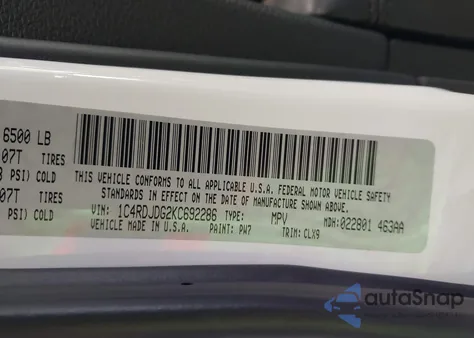 6500 LB
07T TIRES
PSI) COLD
07T TIRES
PSI) COLD
THIS VEHICLE CONFORMS TO ALL APPLICABLE U.S.A. FEDERAL MOTOR VEHICLE SAFETY
STANDARDS IN EFFECT ON THE DATE OF MANUFACTURE SHOWN ABOVE.
VIN: 1C4RDJDG2KC692286 TYPE: MPV MDH: 022801 463AA
VEHICLE MADE IN U.S.A. PAINT: PW7 TRIM: CLX9
autoSnap